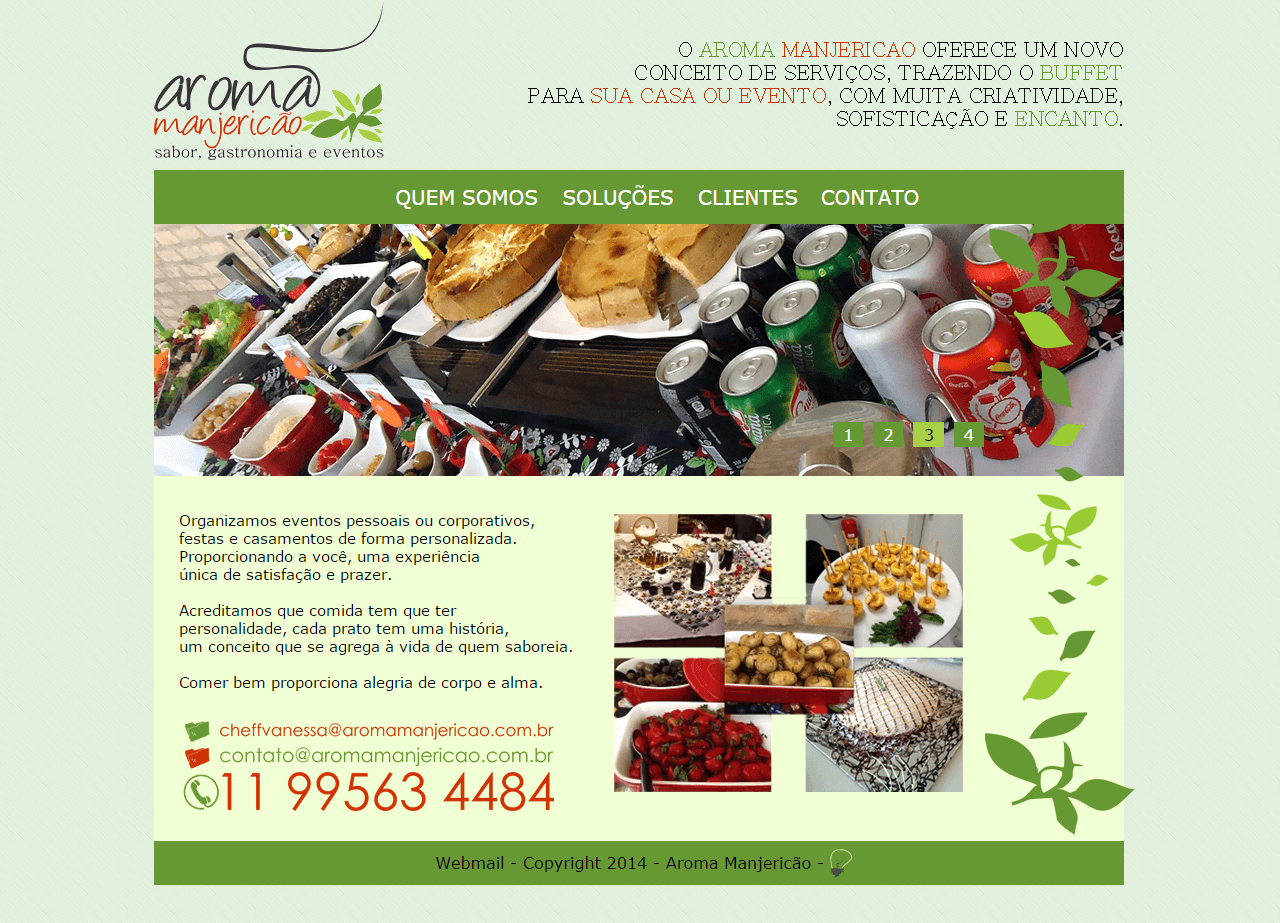 aroma
manjericão
sabor, gastronomia e eventos
O AROMA MANJERICAO OFERECE UM NOVO
CONCEITO DE SERVIÇOS, TRAZENDO O BUFFET
PARA SUA CASA OU EVENTO, COM MUITA CRIATIVIDADE,
SOFISTICAÇÃO E ENCANTO.
QUEM SOMOS SOLUÇÕES CLIENTES CONTATO
1 2 3 4
Organizamos eventos pessoais ou corporativos,
festas e casamentos de forma personalizada.
Proporcionando a você, uma experiência
única de satisfação e prazer.
Acreditamos que comida tem que ter
personalidade, cada prato tem uma história,
um conceito que se agrega à vida de quem saboreia.
Comer bem proporciona alegria de corpo e alma.
cheffvanessa@aromamanjericao.com.br
contato@aromamanjericao.com.br
11 99563 4484
Webmail - Copyright 2014 - Aroma Manjericão -